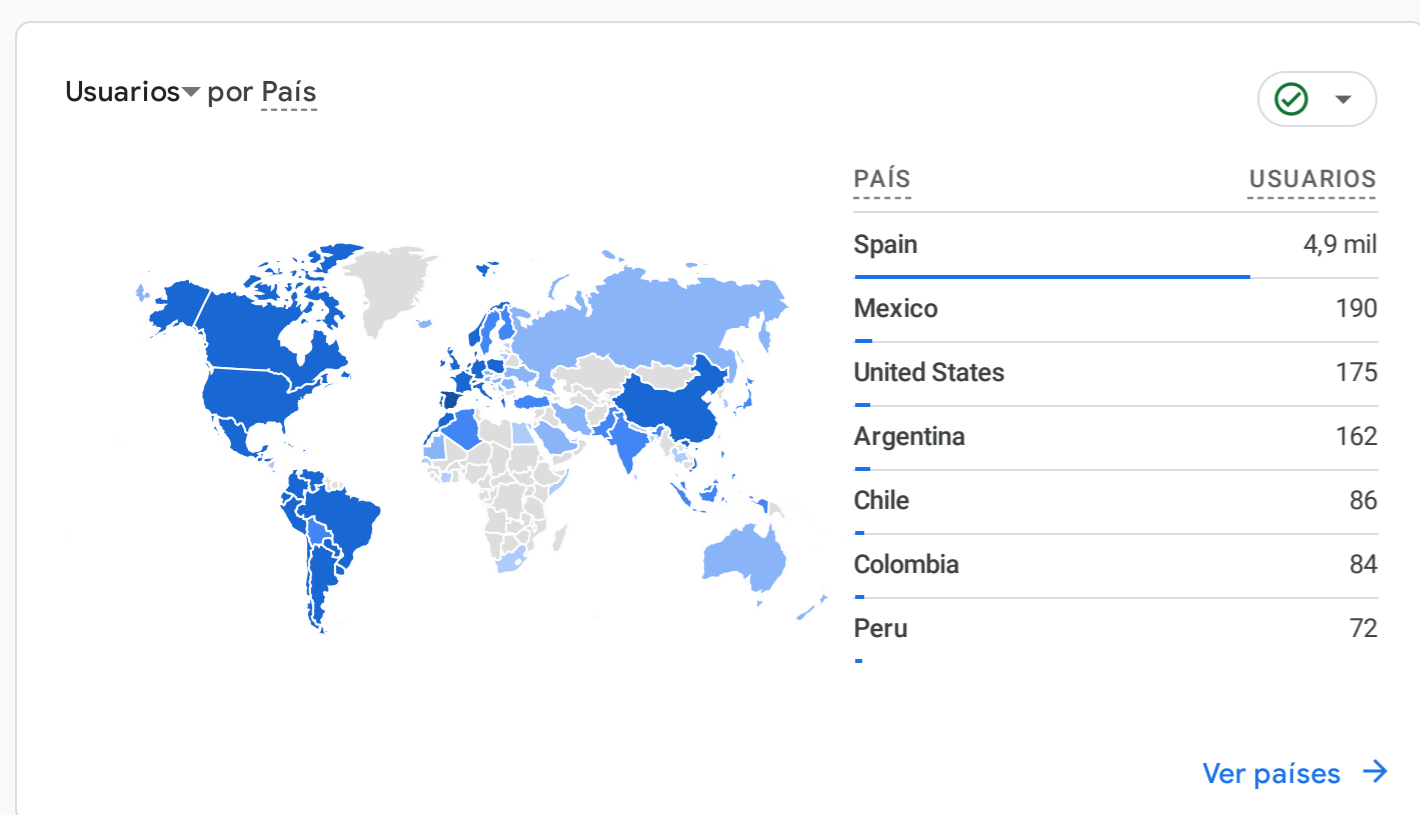 Usuarios por País
PAÍS USUARIOS
Spain 4,9 mil
Mexico 190
United States 175
Argentina 162
Chile 86
Colombia 84
Peru 72
Ver países